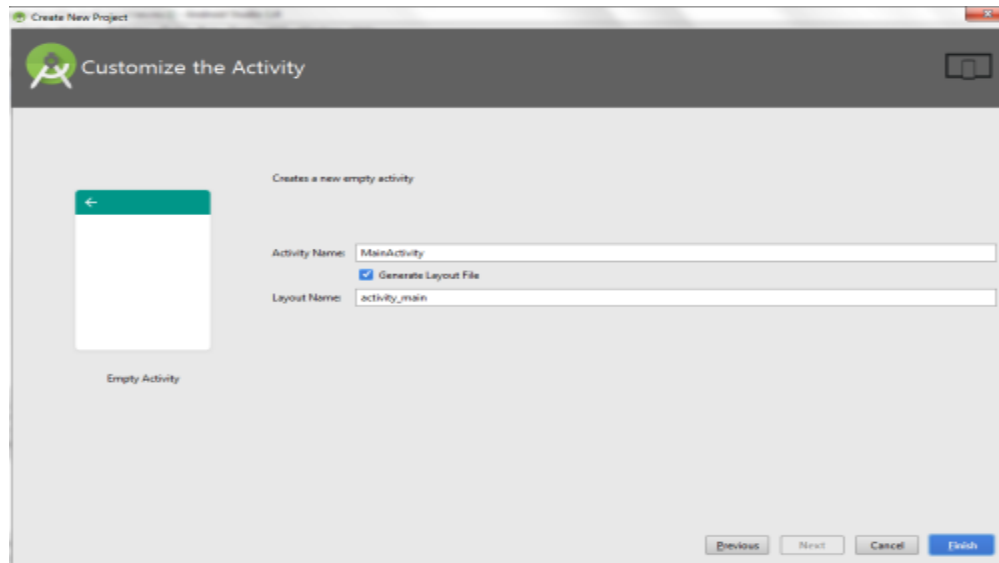 Create New Project
Customize the Activity
Creates a new empty activity
Activity Name: MainActivity
Generate Layout File
Layout Name: activity_main
Empty Activity
Previous Next Cancel Finish